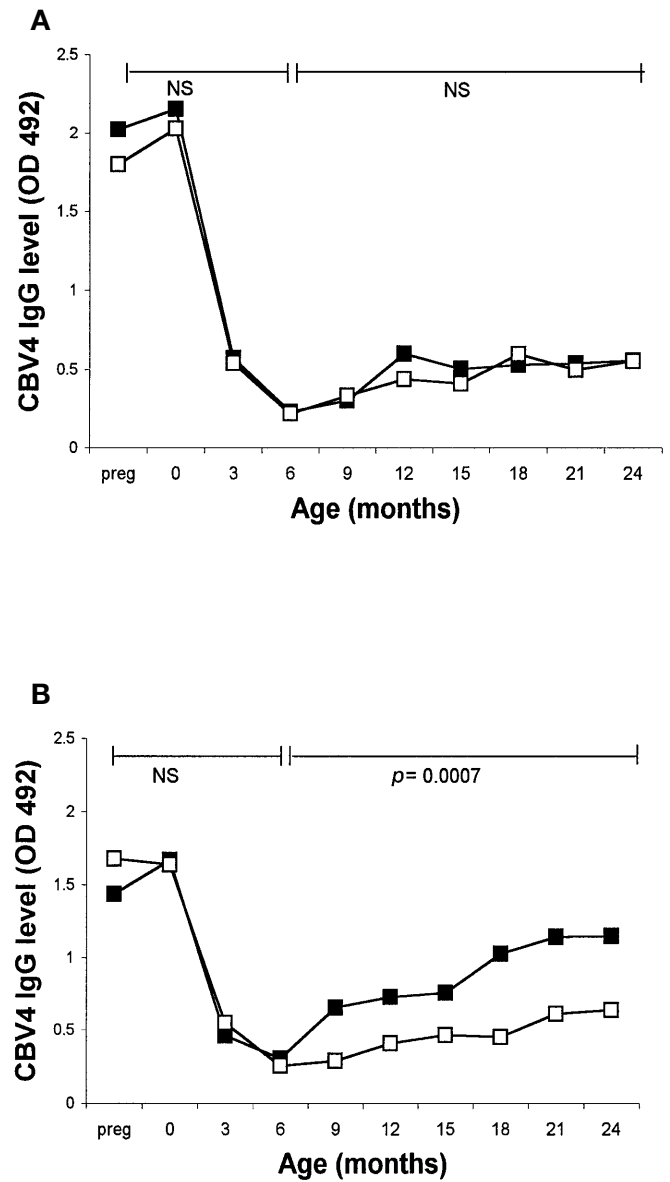 A
2.5
NS
NS
2
1.5
1
0.5
0
CBV4 IgG level (OD 492)
preg 0 3 6 9 12 15 18 21 24
Age (months)
B
2.5
NS
p= 0.0007
2
1.5
1
0.5
0
CBV4 IgG level (OD 492)
preg 0 3 6 9 12 15 18 21 24
Age (months)